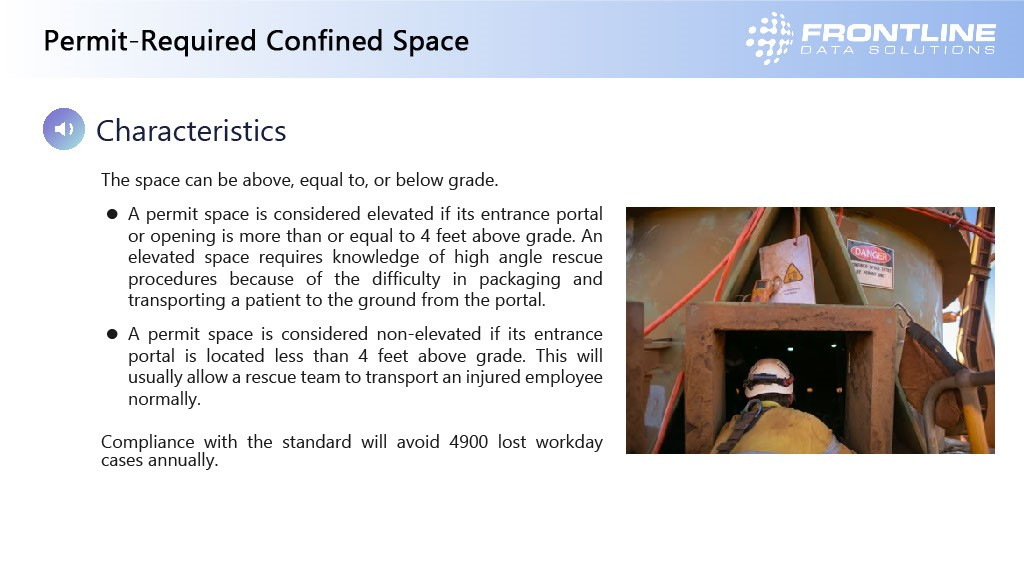 Permit-Required Confined Space
FRONTLINE
DATA SOLUTIONS
Characteristics
The space can be above, equal to, or below grade.
● A permit space is considered elevated if its entrance portal
or opening is more than or equal to 4 feet above grade. An
elevated space requires knowledge of high angle rescue
procedures because of the difficulty in packaging and
transporting a patient to the ground from the portal.
● A permit space is considered non-elevated if its entrance
portal is located less than 4 feet above grade. This will
usually allow a rescue team to transport an injured employee
normally.
Compliance with the standard will avoid 4900 lost workday
cases annually.
DANGER